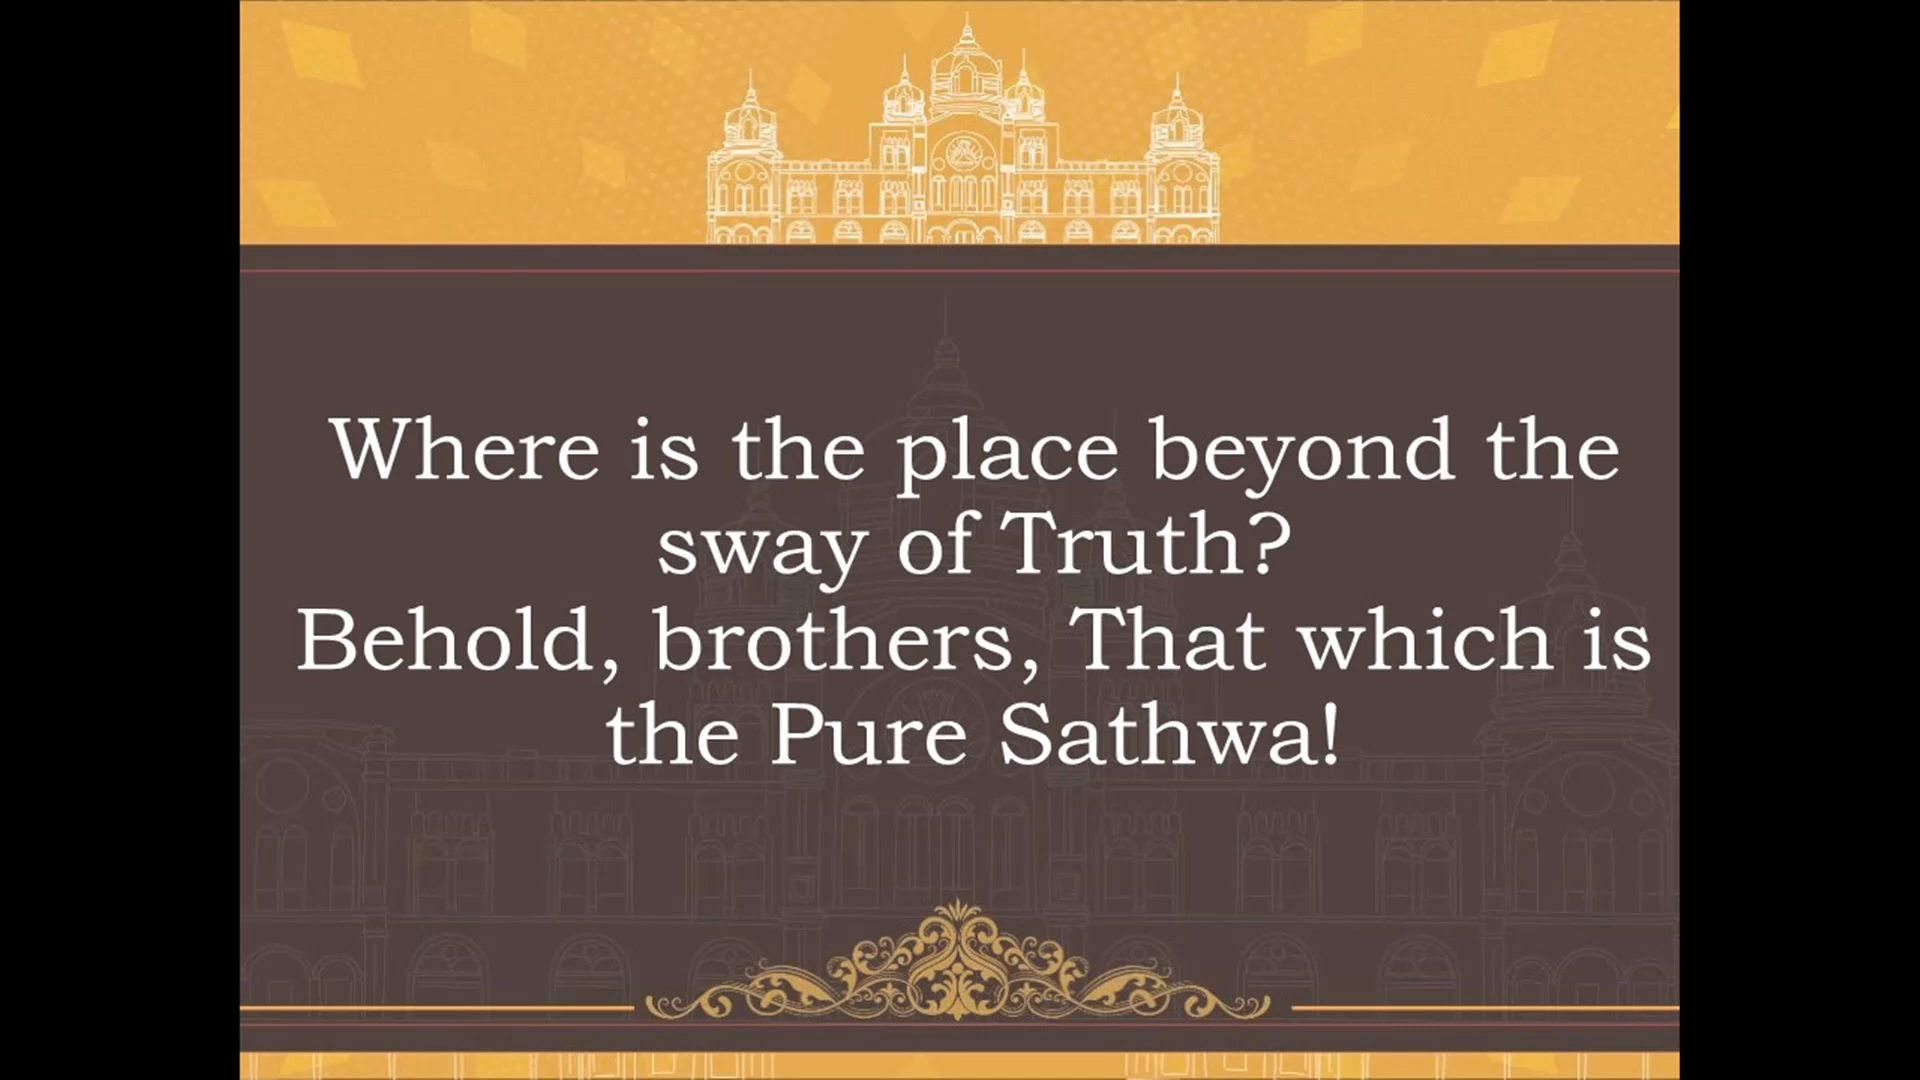 Where is the place beyond the
sway of Truth?
Behold, brothers, That which is
the Pure Sathwa!